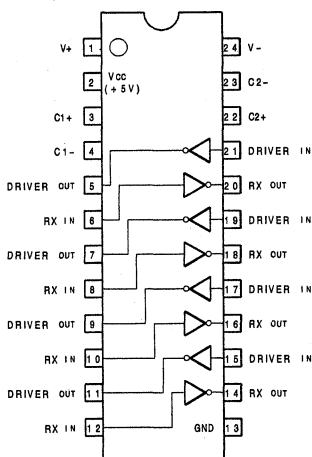 V+ 1 24 V-
2 VCC 23 C2-
(+ 5V)
C1+ 3 22 C2+
C1- 4 21 DRIVER IN
DRIVER OUT 5 20 RX OUT
RX IN 6 19 DRIVER IN
DRIVER OUT 7 18 RX OUT
RX IN 8 17 DRIVER IN
DRIVER OUT 9 16 RX OUT
RX IN 10 15 DRIVER IN
DRIVER OUT 11 14 RX OUT
RX IN 12 GND 13